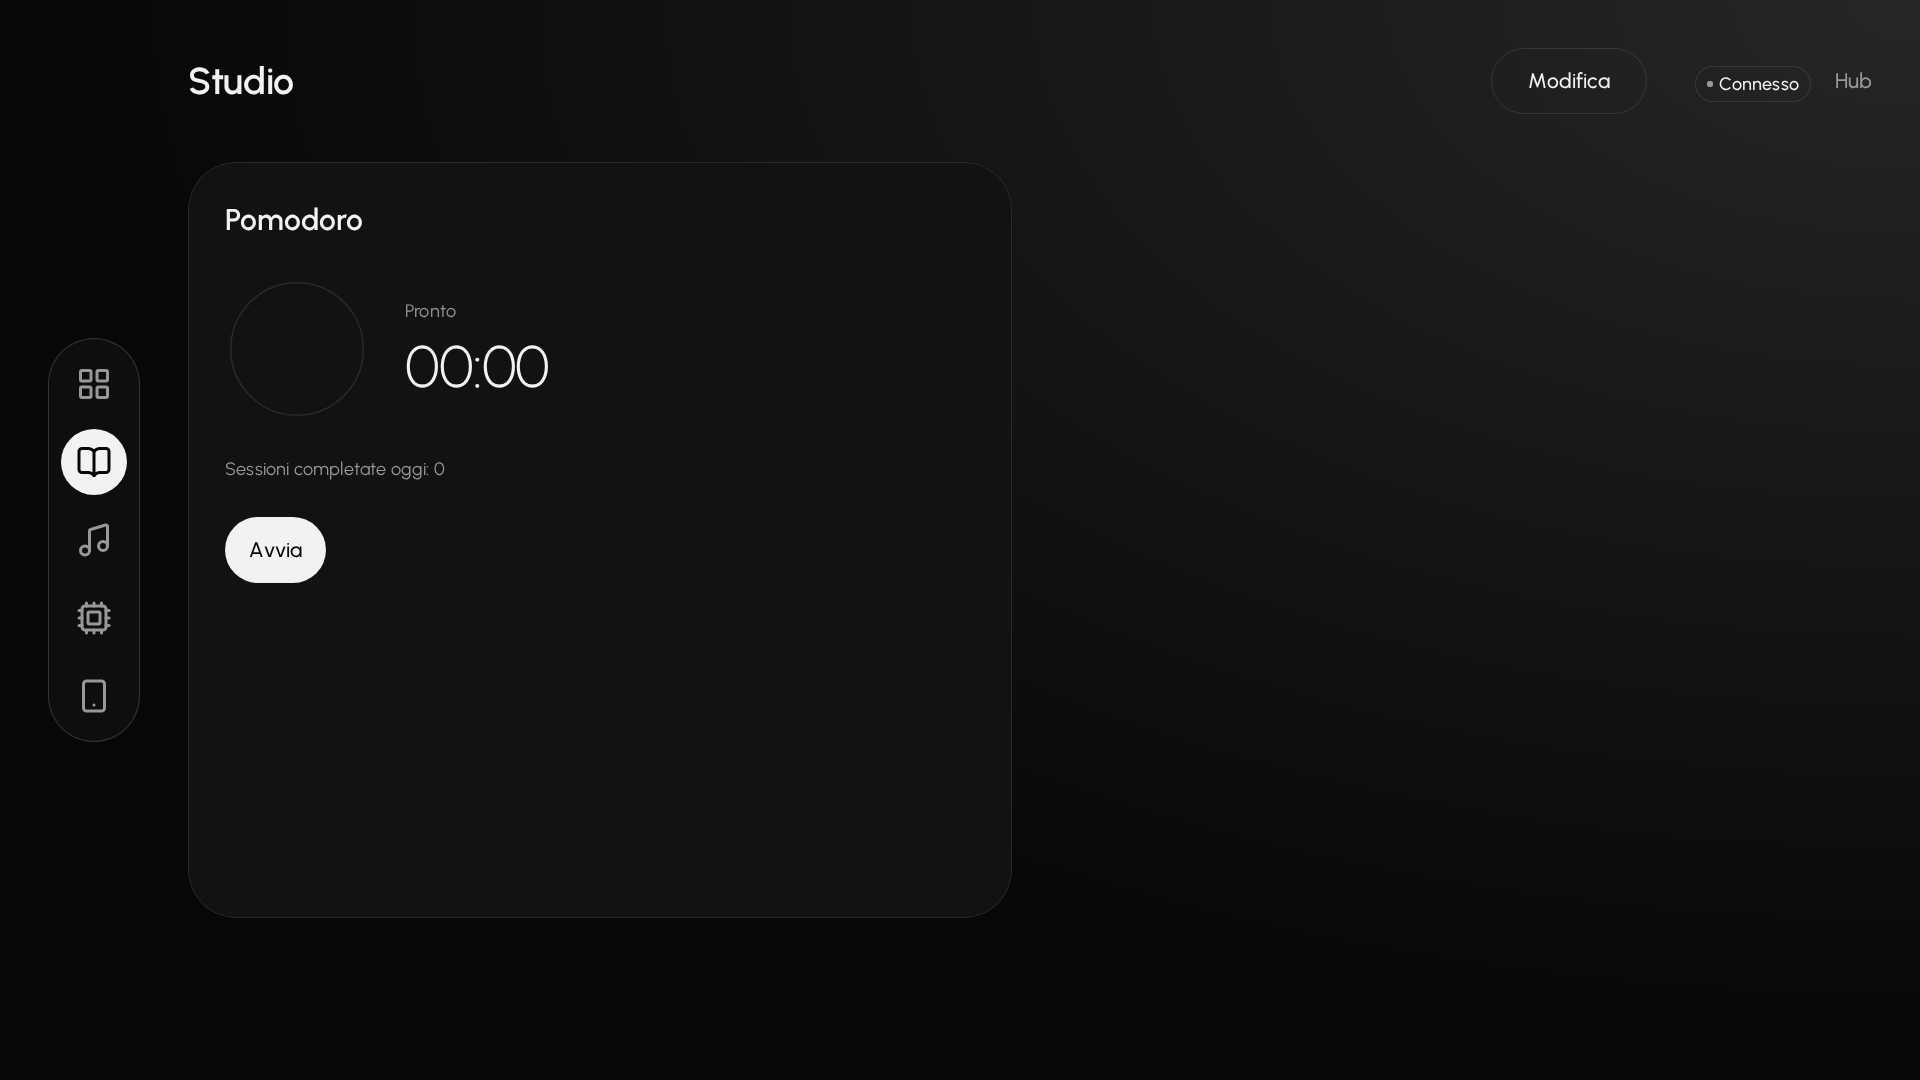 Studio
Modifica
Connesso
Hub
Pomodoro
Pronto
00:00
Sessioni completate oggi: 0
Avvia